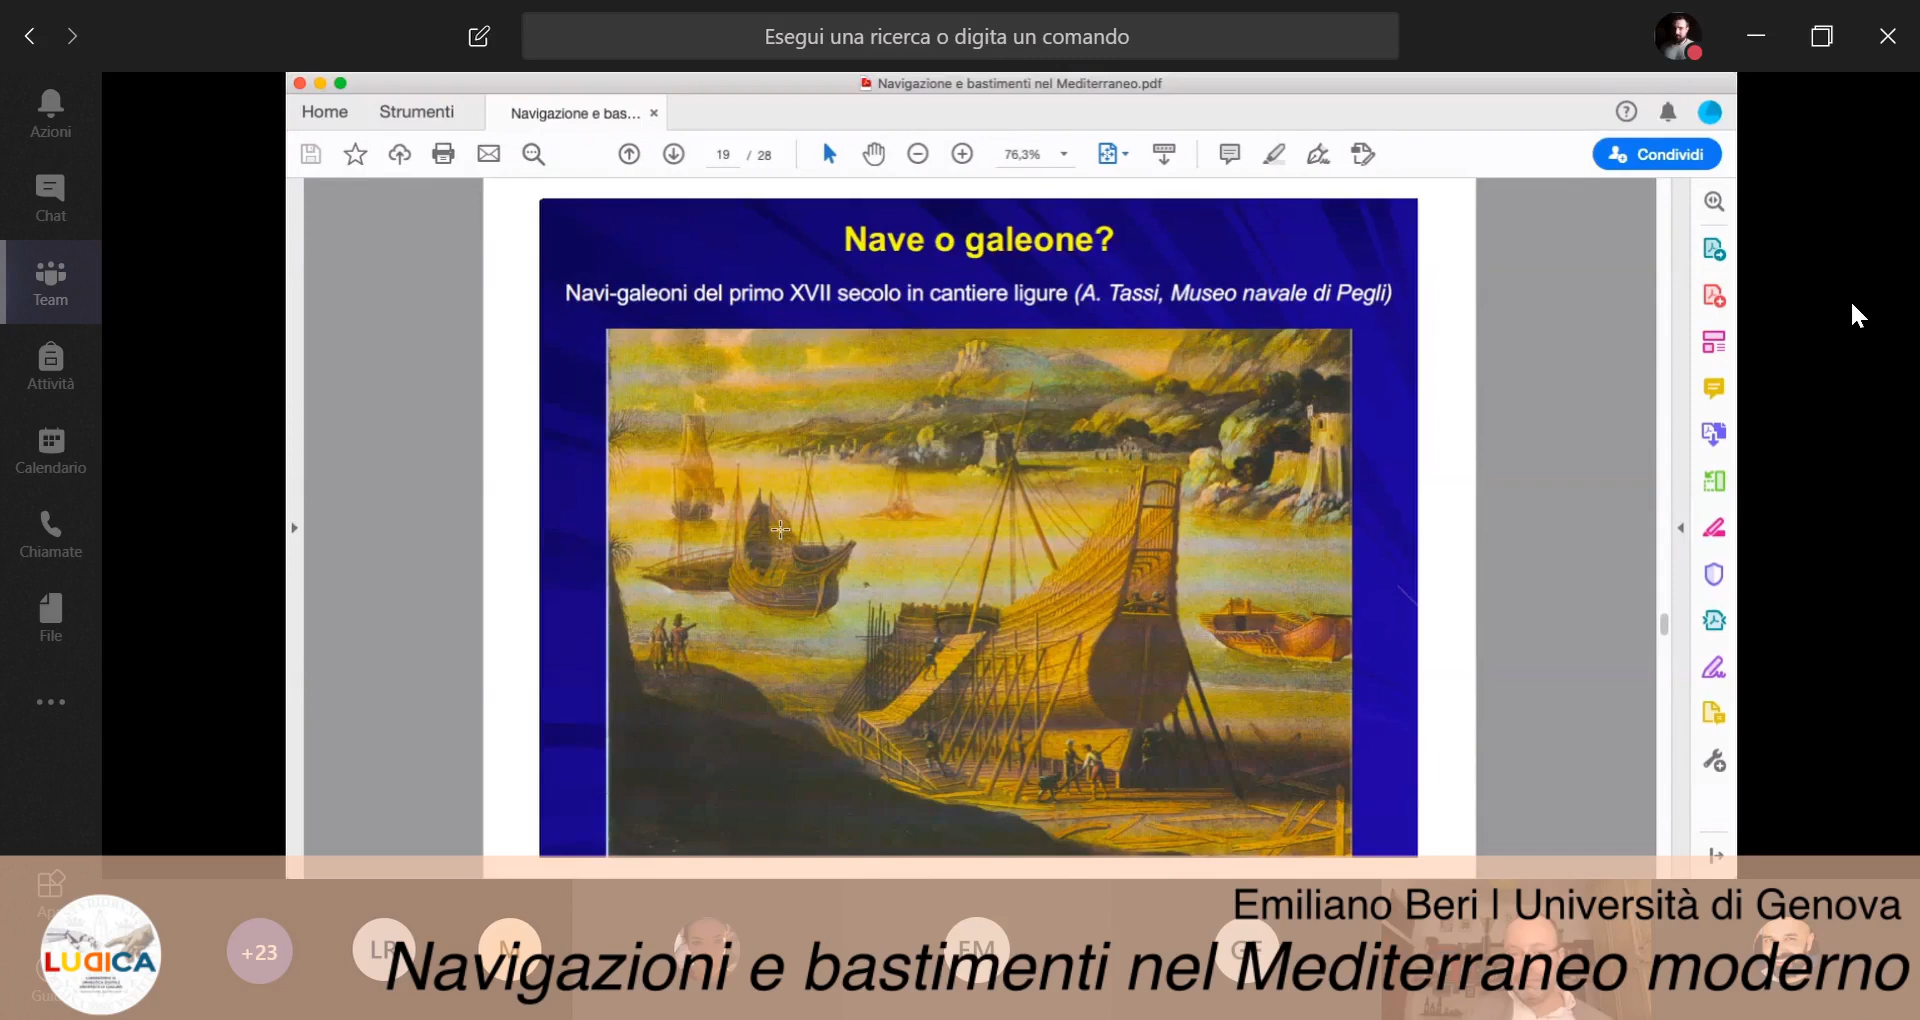 Esegui una ricerca o digita un comando
Azioni
Chat
Team
Attività
Calendario
Chiamate
File
Navigazione e bastimenti nel Mediterraneo.pdf
Home Strumenti Navigazione e bas...
19 / 28 76,3% Condividi
Nave o galeone?
Navi-galeoni del primo XVII secolo in cantiere ligure (A. Tassi, Museo navale di Pegli)
Emiliano Beri | Università di Genova
Navigazioni e bastimenti nel Mediterraneo moderno
LUDICA
+23
LR
M
FM